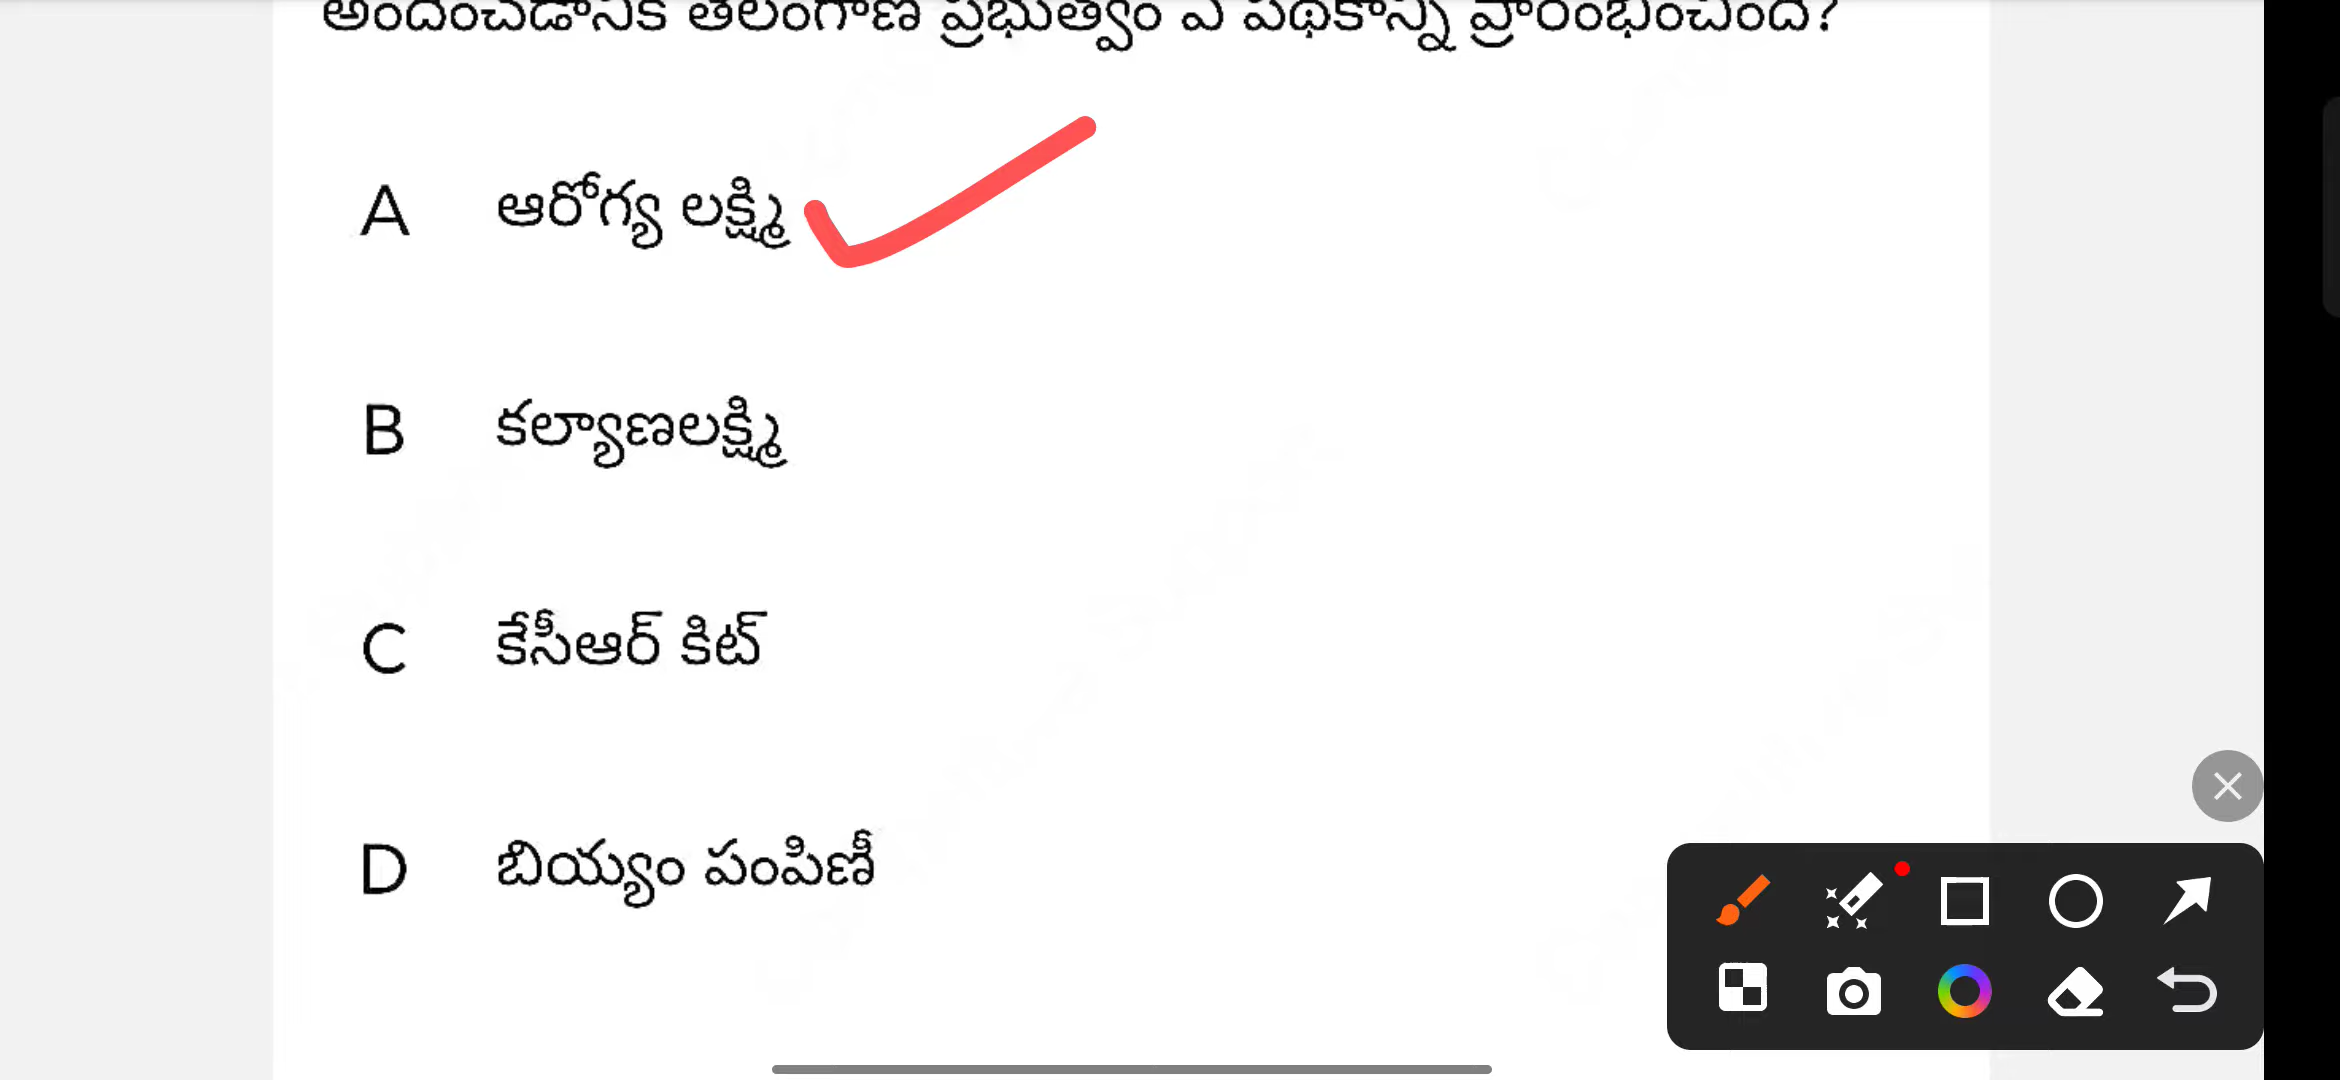 అందించడానికి తెలంగాణ ప్రభుత్వం ఏ పథకాన్ని ప్రారంభించింది?
A ఆరోగ్య లక్ష్మి
B కల్యాణలక్ష్మి
C కేసీఆర్ కిట్
D బియ్యం పంపిణీ